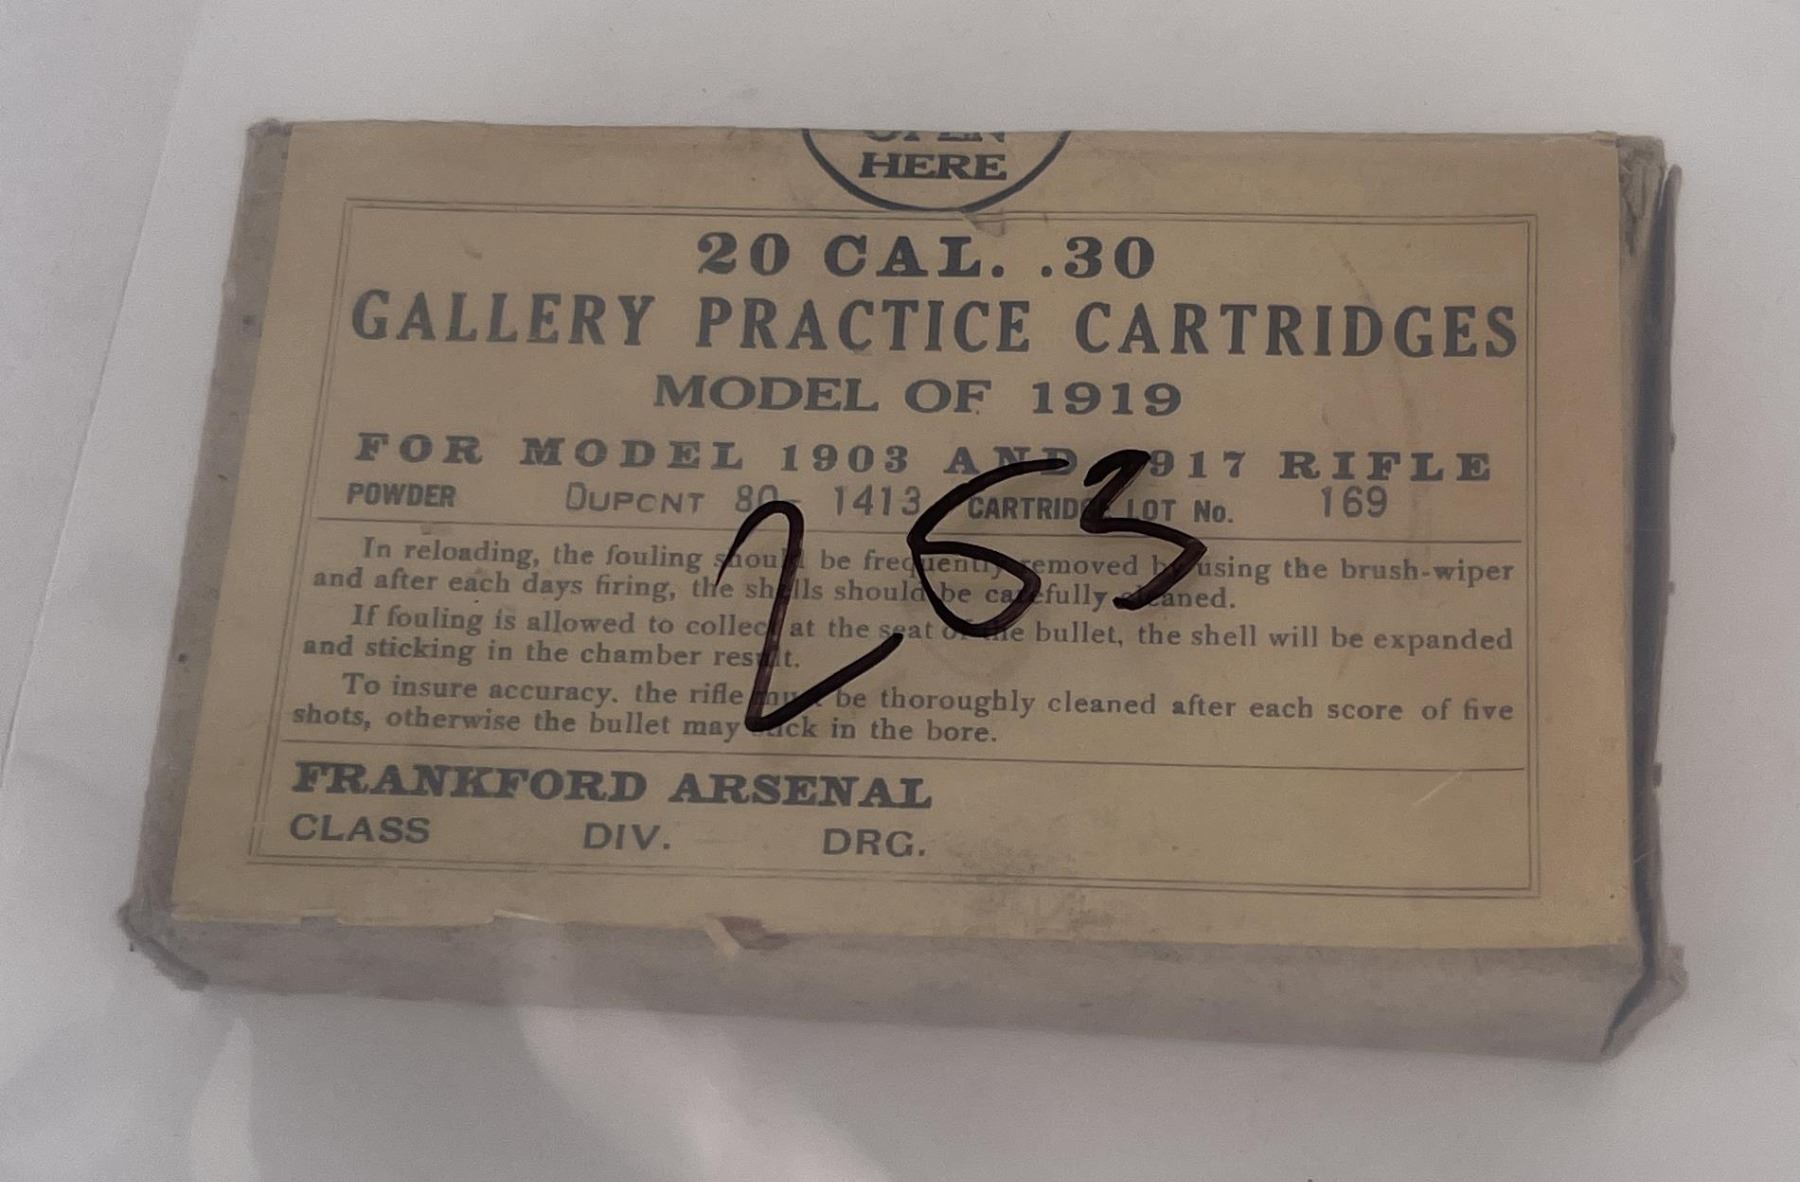 OPEN
HERE
20 CAL. .30
GALLERY PRACTICE CARTRIDGES
MODEL OF 1919
FOR MODEL 1903 AND 1917 RIFLE
POWDER DUPONT 80- 1413 CARTRIDGE LOT No. 169
In reloading, the fouling should be frequently removed by using the brush-wiper
and after each days firing, the shells should be carefully cleaned.
If fouling is allowed to collect at the seat of the bullet, the shell will be expanded
and sticking in the chamber result.
To insure accuracy. the rifle must be thoroughly cleaned after each score of five
shots, otherwise the bullet may stick in the bore.
FRANKFORD ARSENAL
CLASS DIV. DRG.
253